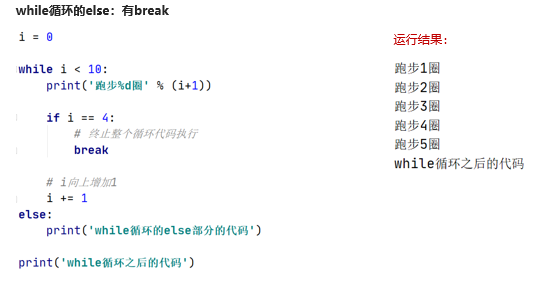 while循环的else：有break
i = 0
while i < 10:
    print('跑步%d圈' % (i+1))
    if i == 4:
        # 终止整个循环代码执行
        break
    # i向上增加1
    i += 1
else:
    print('while循环的else部分的代码')
print('while循环之后的代码')
运行结果：
跑步1圈
跑步2圈
跑步3圈
跑步4圈
跑步5圈
while循环之后的代码